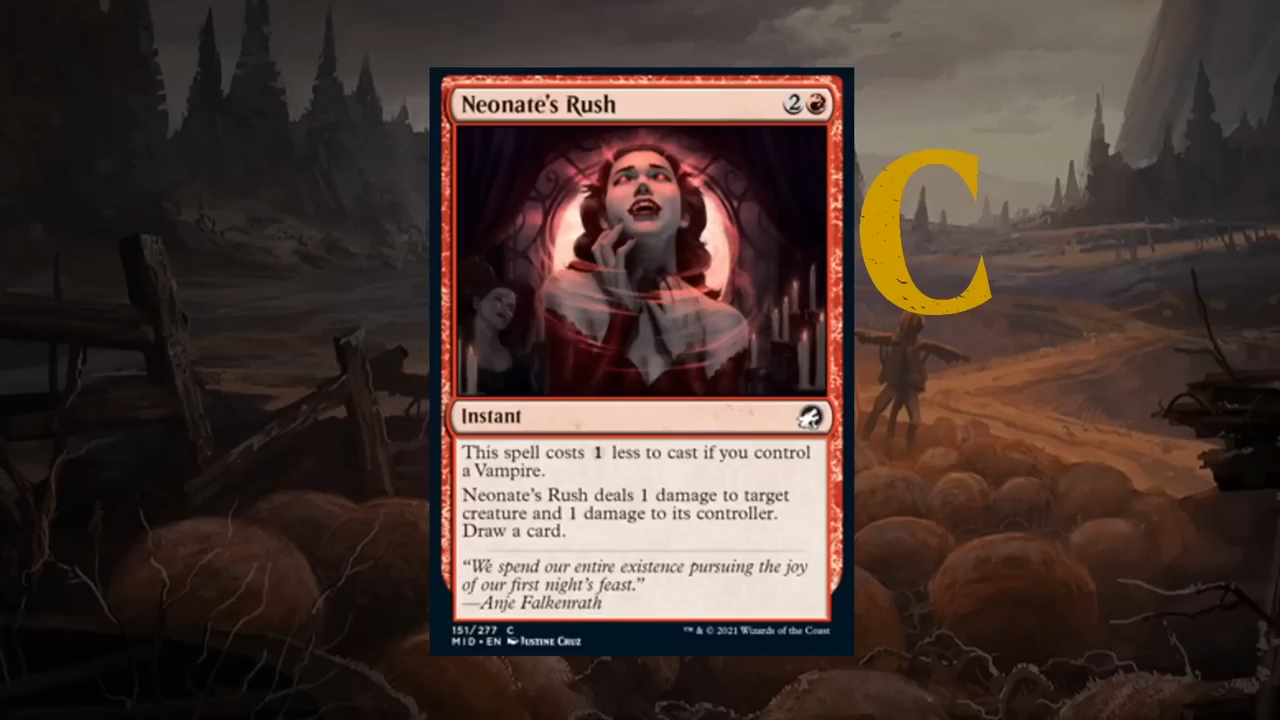 Neonate's Rush 2
C
Instant
This spell costs 1 less to cast if you control
a Vampire.
Neonate's Rush deals 1 damage to target
creature and 1 damage to its controller.
Draw a card.
“We spend our entire existence pursuing the joy
of our first night's feast.”
—Anje Falkenrath
151/277 C
MID • EN JUSTINE CRUZ
™ & © 2021 Wizards of the Coast